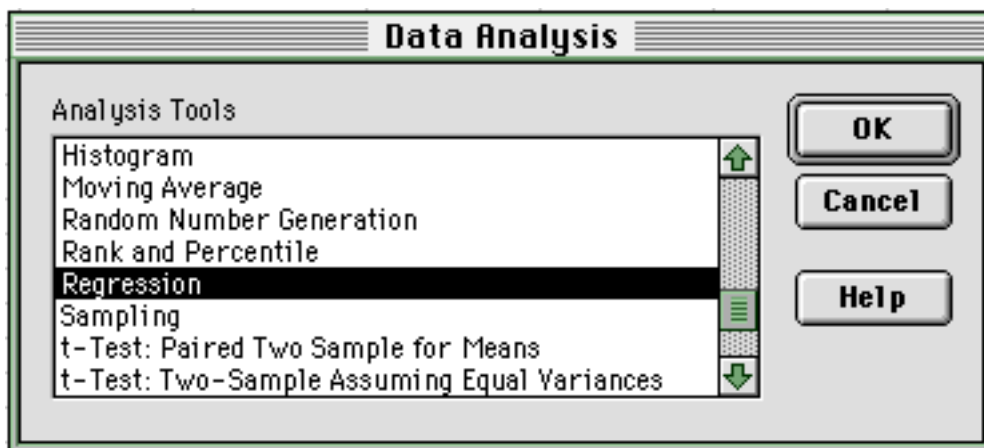 Data Analysis
Analysis Tools
Histogram
Moving Average
Random Number Generation
Rank and Percentile
Regression
Sampling
t-Test: Paired Two Sample for Means
t-Test: Two-Sample Assuming Equal Variances
OK
Cancel
Help